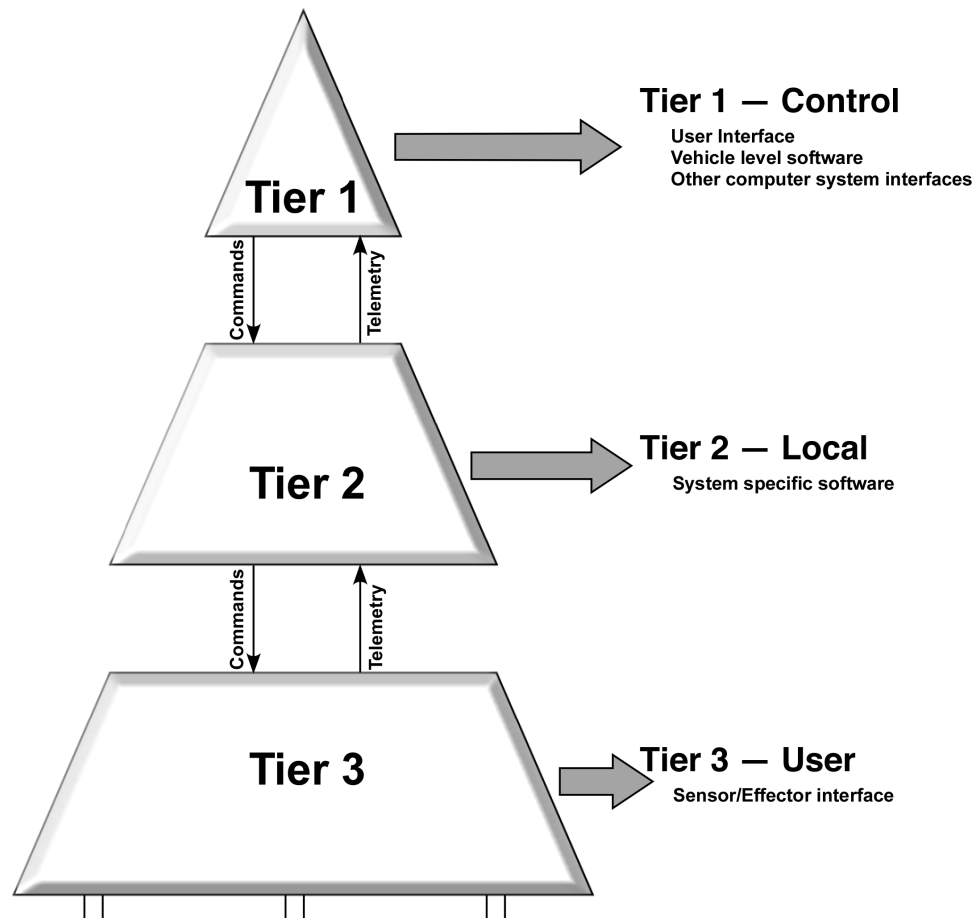 Tier 1 — Control
User Interface
Vehicle level software
Other computer system interfaces
Tier 1
Commands
Telemetry
Tier 2 — Local
System specific software
Tier 2
Commands
Telemetry
Tier 3 — User
Sensor/Effector interface
Tier 3